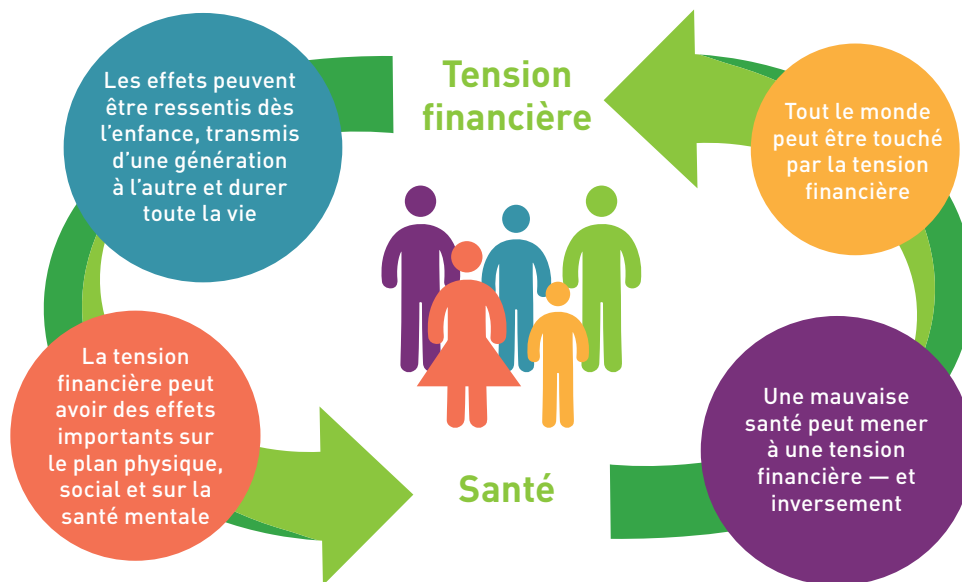 Tension
financière
Les effets peuvent
être ressentis dès
l'enfance, transmis
d'une génération
à l'autre et durer
toute la vie
La tension
financière peut
avoir des effets
importants sur
le plan physique,
social et sur la
santé mentale
Santé
Une mauvaise
santé peut mener
à une tension
financière — et
inversement
Tout le monde
peut être touché
par la tension
financière